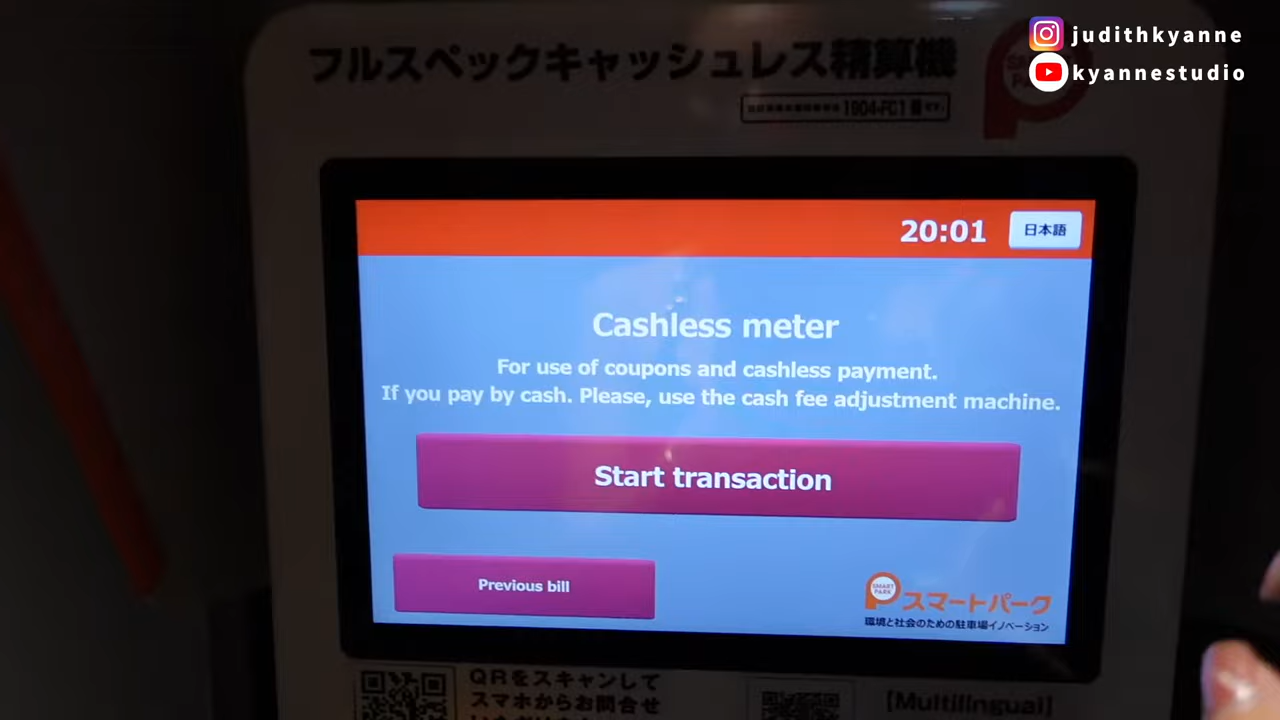 judithkyanne
kyannestudio
フルスペックキャッシュレス精算機
1904-FC1
20:01
日本語
Cashless meter
For use of coupons and cashless payment.
If you pay by cash. Please, use the cash fee adjustment machine.
Start transaction
Previous bill
SMART
PARK
スマートパーク
環境と社会のための駐車場イノベーション
QRをスキャンして
スマホからお問合せ
[Multilingual]